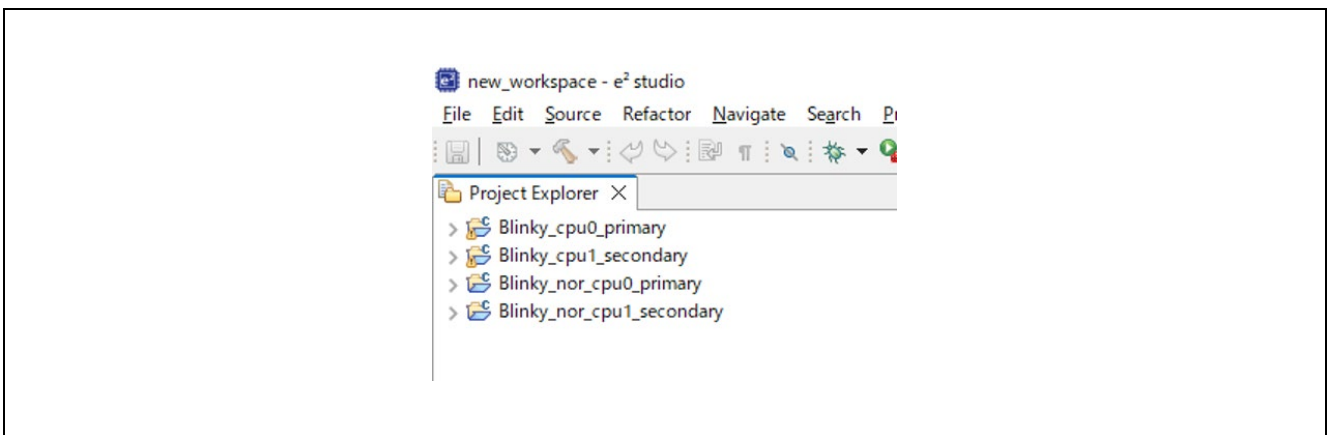 new_workspace - e² studio
File Edit Source Refactor Navigate Search
Project Explorer
Blinky_cpu0_primary
Blinky_cpu1_secondary
Blinky_nor_cpu0_primary
Blinky_nor_cpu1_secondary